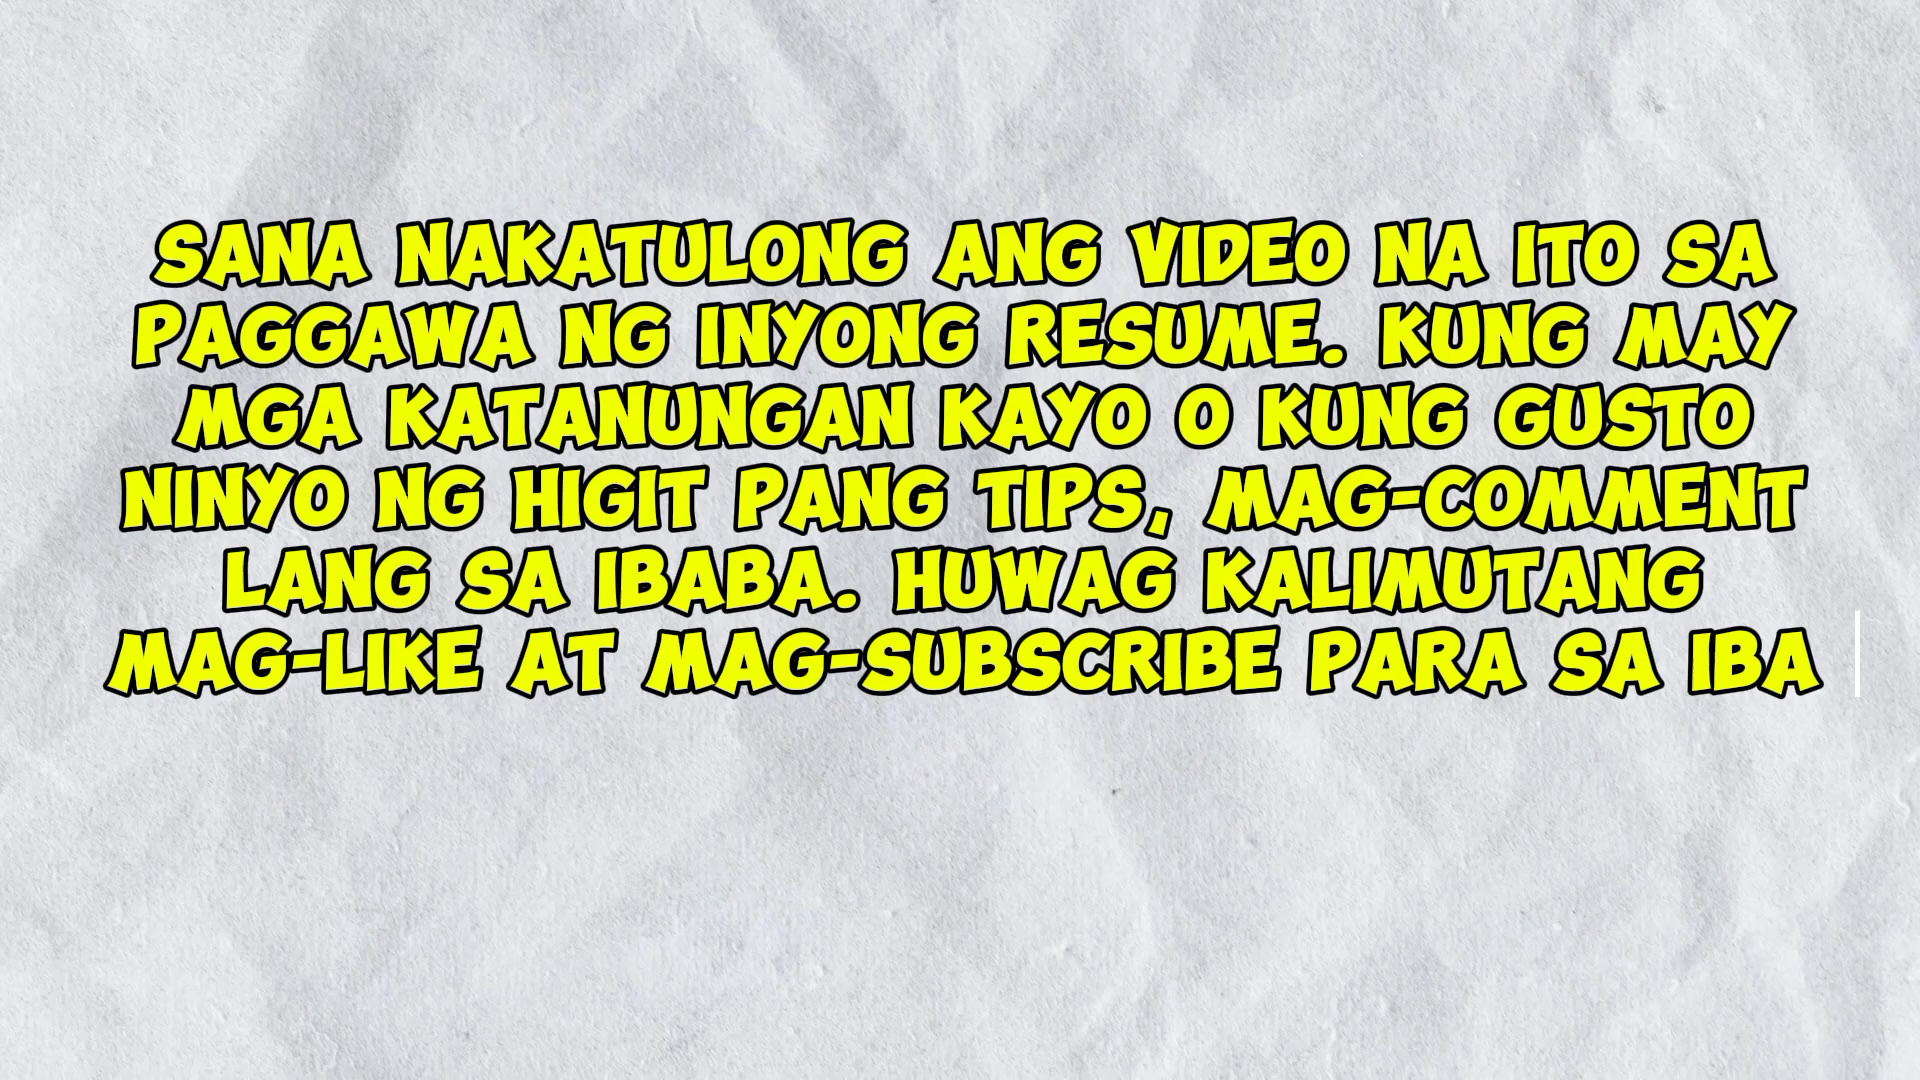 SANA NAKATULONG ANG VIDEO NA ITO SA
PAGGAWA NG INYONG RESUME. KUNG MAY
MGA KATANUNGAN KAYO O KUNG GUSTO
NINYO NG HIGIT PANG TIPS, MAG-COMMENT
LANG SA IBABA. HUWAG KALIMUTANG
MAG-LIKE AT MAG-SUBSCRIBE PARA SA IBA